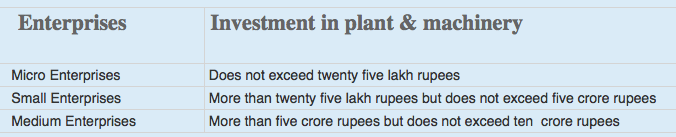 Enterprises Investment in plant & machinery
Micro Enterprises Does not exceed twenty five lakh rupees
Small Enterprises More than twenty five lakh rupees but does not exceed five crore rupees
Medium Enterprises More than five crore rupees but does not exceed ten  crore rupees